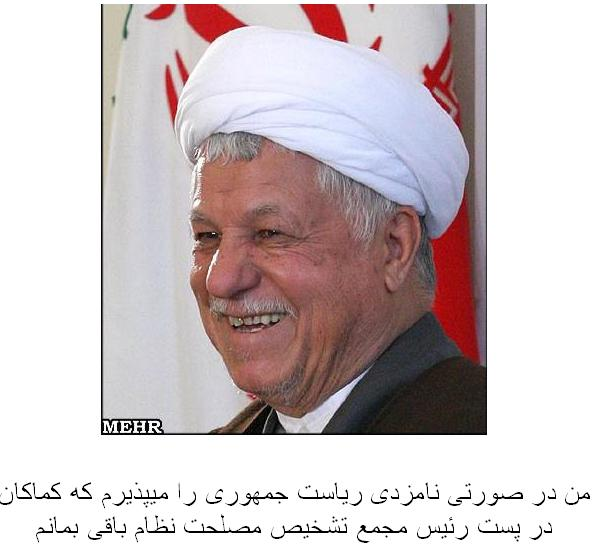 MEHR
من در صورتی نامزدی ریاست جمهوری را میپذیرم که کماکان
در پست رئیس مجمع تشخیص مصلحت نظام باقی بمانم